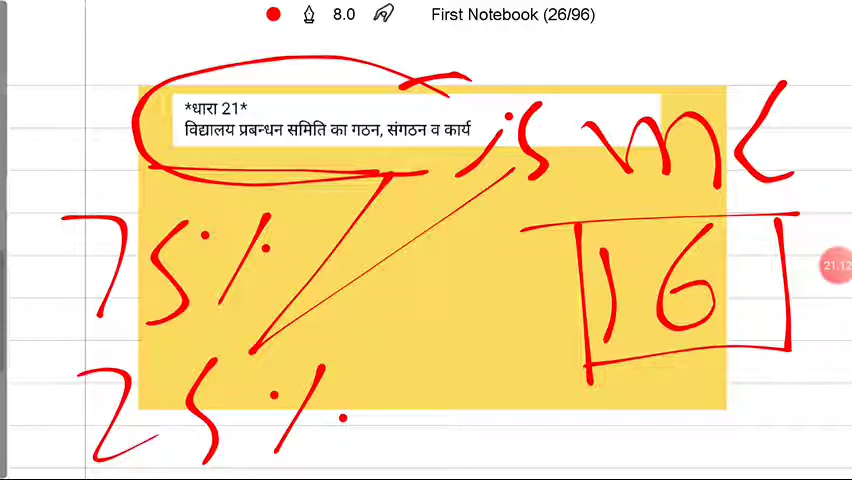 8.0 First Notebook (26/96)
*धारा 21*
विद्यालय प्रबन्धन समिति का गठन, संगठन व कार्य
smc
75%
16
21:12
25%